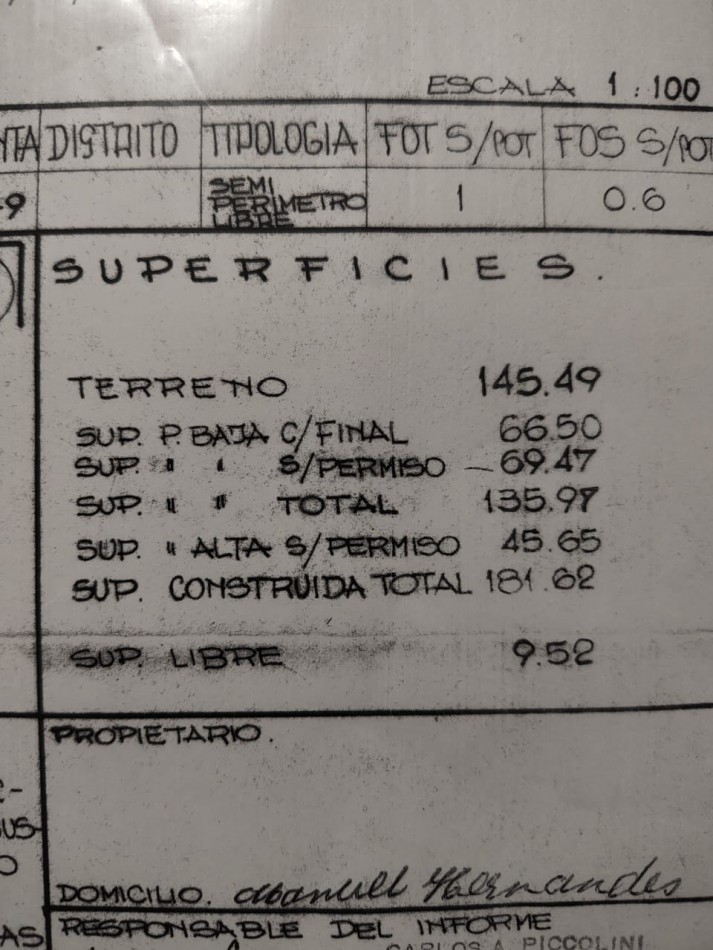 ESCALA 1:100
DISTRITO TIPOLOGIA FOT S/POT FOS S/POT
SEMI
PERIMETRO
LIBRE
1 0.6
SUPERFICIES.
TERRENO 145.49
SUP. P. BAJA C/FINAL 66.50
SUP. " " S/PERMISO 69.47
SUP. " " TOTAL 135.97
SUP. " ALTA S/PERMISO 45.65
SUP. CONSTRUIDA TOTAL 181.62
SUP. LIBRE 9.52
PROPIETARIO.
DOMICILIO. Manuel Hernandes
RESPONSABLE DEL INFORME
CARLOS A. PICCOLINI